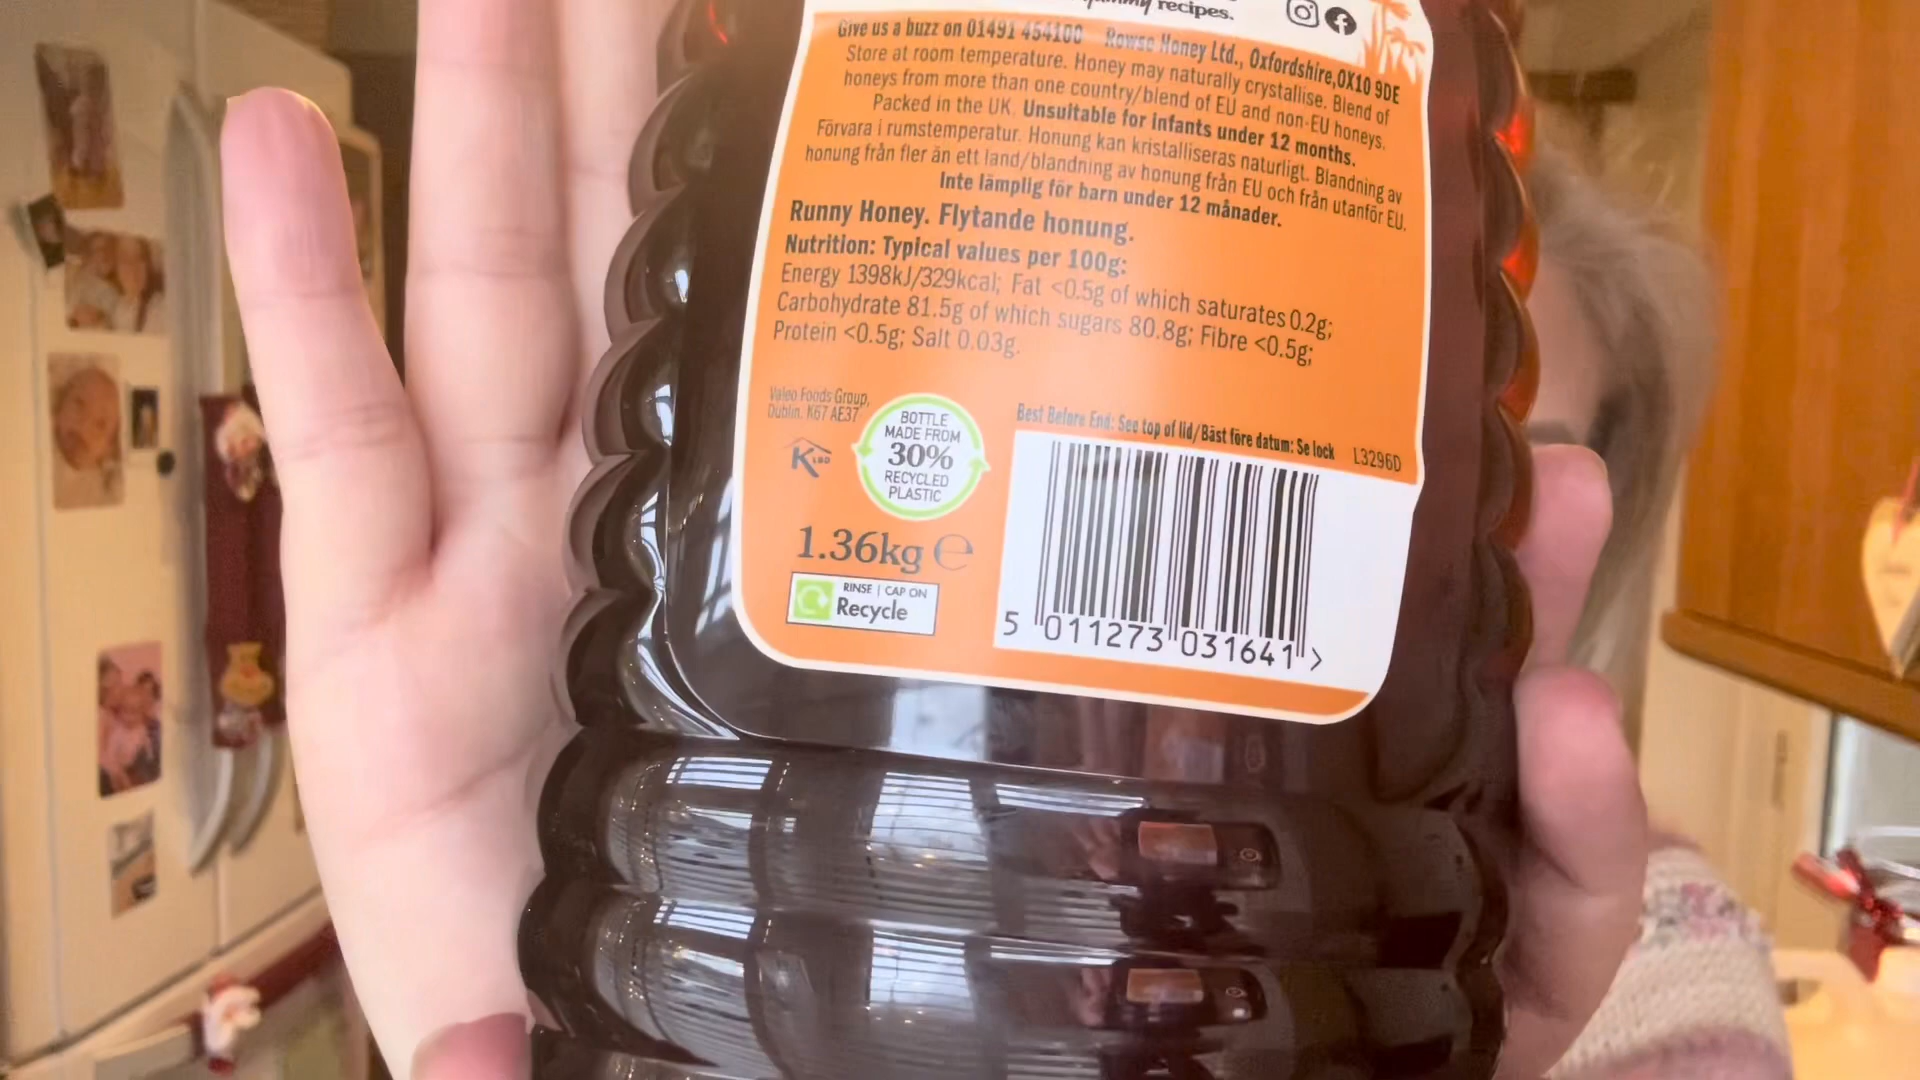 yummy recipes.
Give us a buzz on 01491 454100 Rowse Honey Ltd., Oxfordshire,OX10 9DE
Store at room temperature. Honey may naturally crystallise. Blend of
honeys from more than one country/blend of EU and non-EU honeys.
Packed in the UK. Unsuitable for infants under 12 months.
Förvara i rumstemperatur. Honung kan kristalliseras naturligt. Blandning av
honung från fler än ett land/blandning av honung från EU och från utanför EU.
Inte lämplig för barn under 12 månader.
Runny Honey. Flytande honung.
Nutrition: Typical values per 100g:
Energy 1398kJ/329kcal; Fat <0.5g of which saturates 0.2g;
Carbohydrate 81.5g of which sugars 80.8g; Fibre <0.5g;
Protein <0.5g; Salt 0.03g.
Valeo Foods Group,
Dublin. K67 AE37
KLBD
BOTTLE
MADE FROM
30%
RECYCLED
PLASTIC
Best Before End: See top of lid/Bäst före datum: Se lock L3296D
1.36kg ℮
RINSE | CAP ON
Recycle
5 011273 031641 >